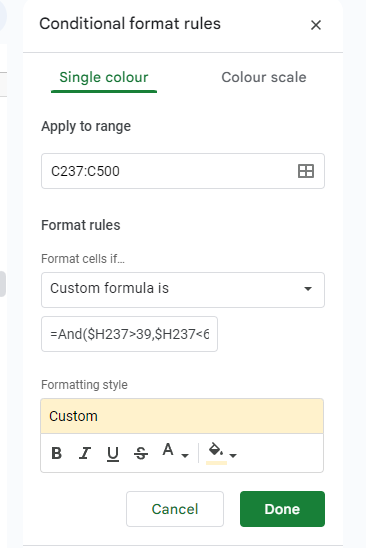 Conditional format rules
Single colour
Colour scale
Apply to range
C237:C500
Format rules
Format cells if...
Custom formula is
=And($H237>39,$H237<6
Formatting style
Custom
B I U S A
Cancel
Done